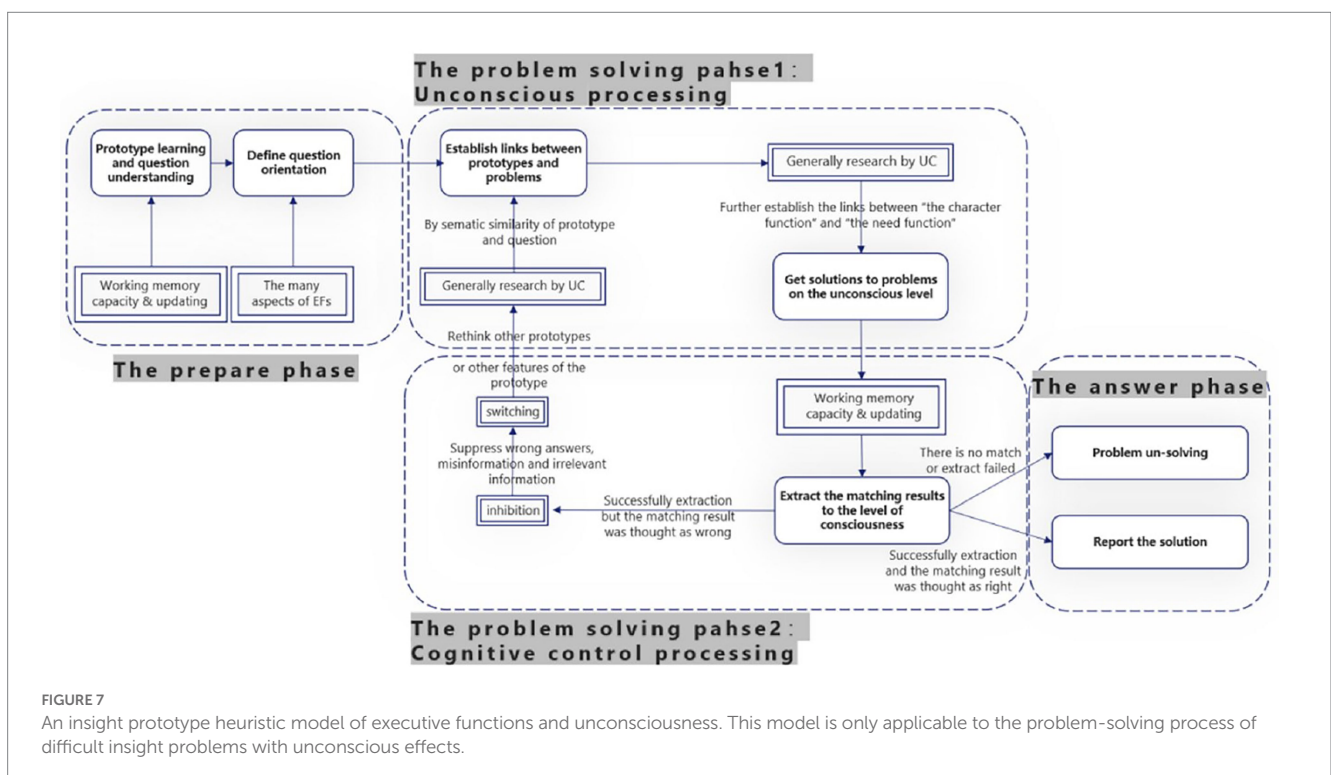 The problem solving pahse1：
Unconscious processing
Prototype learning
and question
understanding
Define question
orientation
Working memory
capacity & updating
The many
aspects of EFs
The prepare phase
Establish links between
prototypes and
problems
By sematic similarity of prototype
and question
Generally research by UC
Rethink other prototypes
Generally research by UC
Further establish the links between “the character
function” and “the need function”
Get solutions to problems
on the unconscious level
or other features of the
prototype
switching
Suppress wrong answers,
misinformation and irrelevant
information
inhibition
Successfully extraction
but the matching result
was thought as wrong
Working memory
capacity & updating
Extract the matching results
to the level of
consciousness
There is no match
or extract failed
Successfully extraction
and the matching result
was thought as right
The answer phase
Problem un-solving
Report the solution
The problem solving pahse2：
Cognitive control processing
FIGURE 7
An insight prototype heuristic model of executive functions and unconsciousness. This model is only applicable to the problem-solving process of
difficult insight problems with unconscious effects.